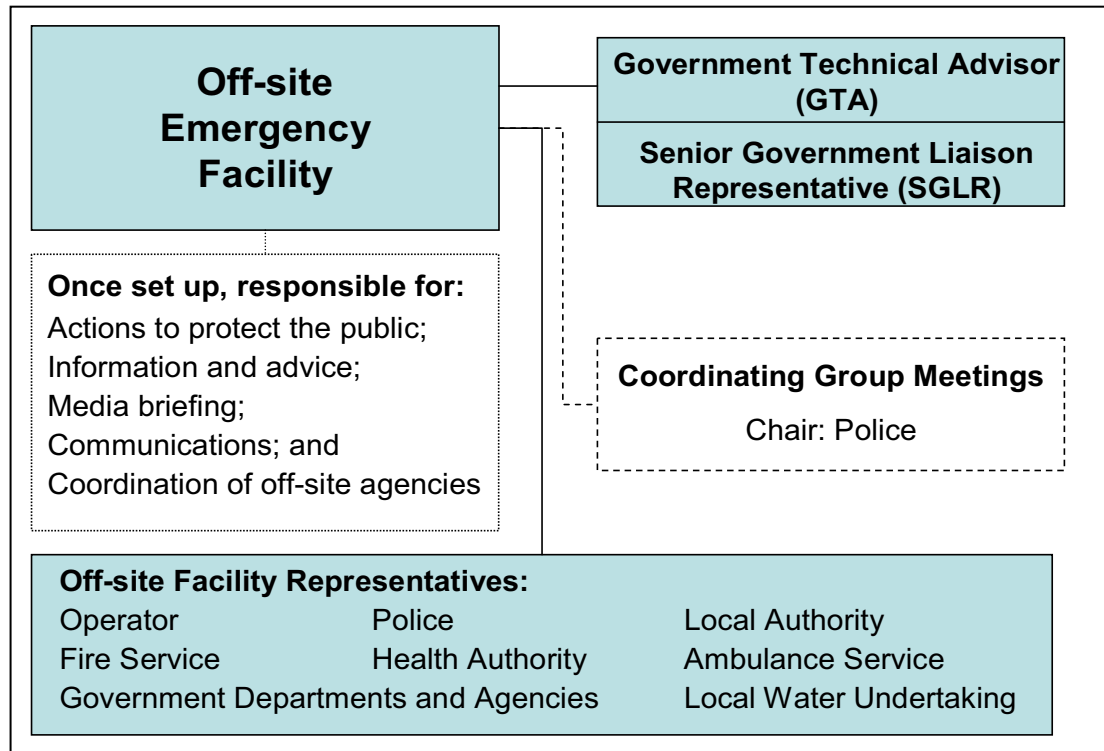 Off-site
Emergency
Facility
Government Technical Advisor
(GTA)
Senior Government Liaison
Representative (SGLR)
Once set up, responsible for:
Actions to protect the public;
Information and advice;
Media briefing;
Communications; and
Coordination of off-site agencies
Coordinating Group Meetings
Chair: Police
Off-site Facility Representatives:
Operator Police Local Authority
Fire Service Health Authority Ambulance Service
Government Departments and Agencies Local Water Undertaking